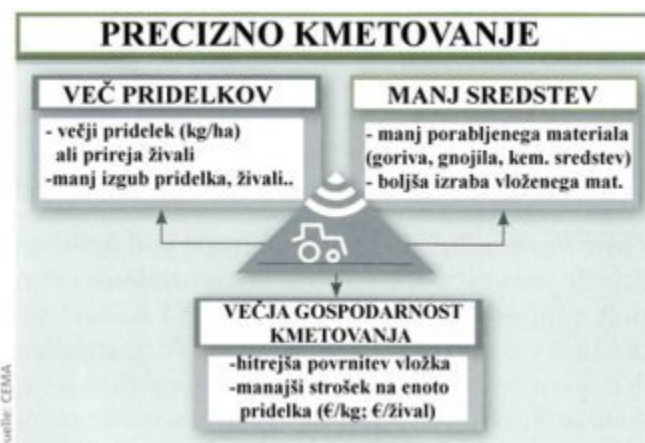 PRECIZNO KMETOVANJE
VEČ PRIDELKOV
- večji pridelek (kg/ha)
ali prireja živali
-manj izgub pridelka, živali..
MANJ SREDSTEV
- manj porabljenega materiala
(goriva, gnojila, kem. sredstev)
- boljša izraba vloženega mat.
VEČJA GOSPODARNOST
KMETOVANJA
-hitrejša povrnitev vložka
-manajši strošek na enoto
pridelka (€/kg; €/žival)
CEMA